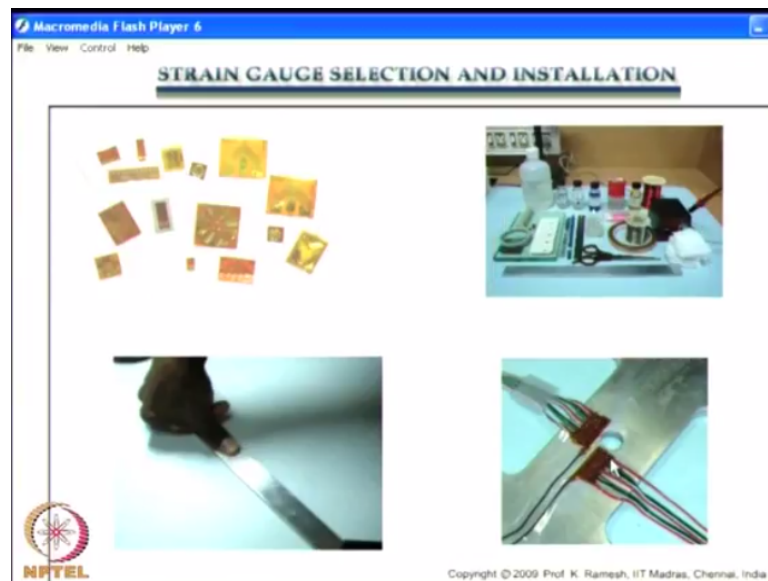 Macromedia Flash Player 6
File View Control Help
STRAIN GAUGE SELECTION AND INSTALLATION
NPTEL
Copyright © 2009 Prof. K. Ramesh, IIT Madras, Chennai, India